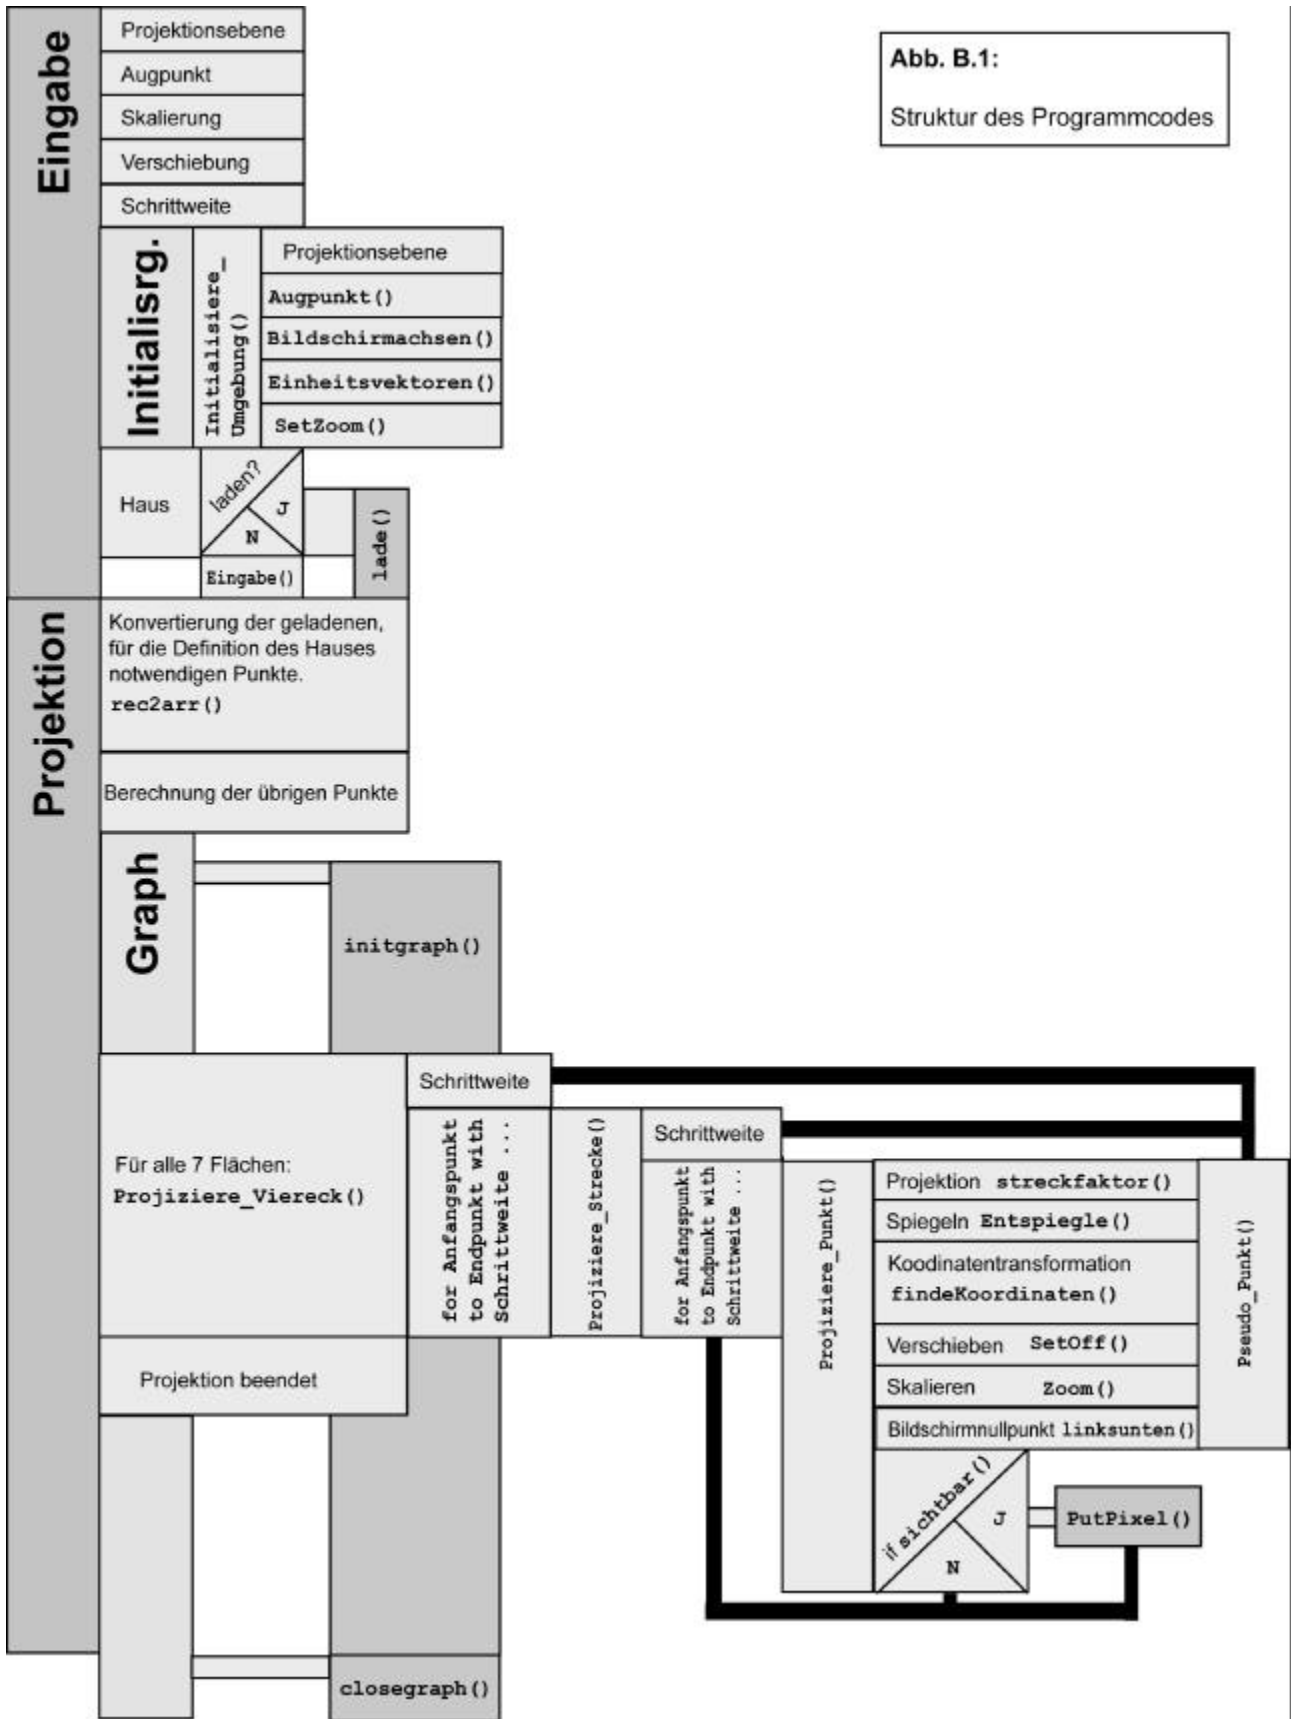 Abb. B.1:
Struktur des Programmcodes
Eingabe
Projektionsebene
Augpunkt
Skalierung
Verschiebung
Schrittweite
Initialisrg.
Initialisiere_
Umgebung()
Projektionsebene
Augpunkt()
Bildschirmachsen()
Einheitsvektoren()
SetZoom()
Haus
laden?
J
N
Eingabe()
lade()
Projektion
Konvertierung der geladenen,
für die Definition des Hauses
notwendigen Punkte.
rec2arr()
Berechnung der übrigen Punkte
Graph
initgraph()
Für alle 7 Flächen:
Projiziere_Viereck()
Schrittweite
for Anfangspunkt
to Endpunkt with
Schrittweite ...
Projiziere_Strecke()
Schrittweite
for Anfangspunkt
to Endpunkt with
Schrittweite ...
Projiziere_Punkt()
Projektion streckfaktor()
Spiegeln Entspiegle()
Koodinatentransformation
findeKoordinaten()
Verschieben SetOff()
Skalieren Zoom()
Bildschirmnullpunkt linksunten()
Pseudo_Punkt()
if sichtbar()
J
N
PutPixel()
Projektion beendet
closegraph()